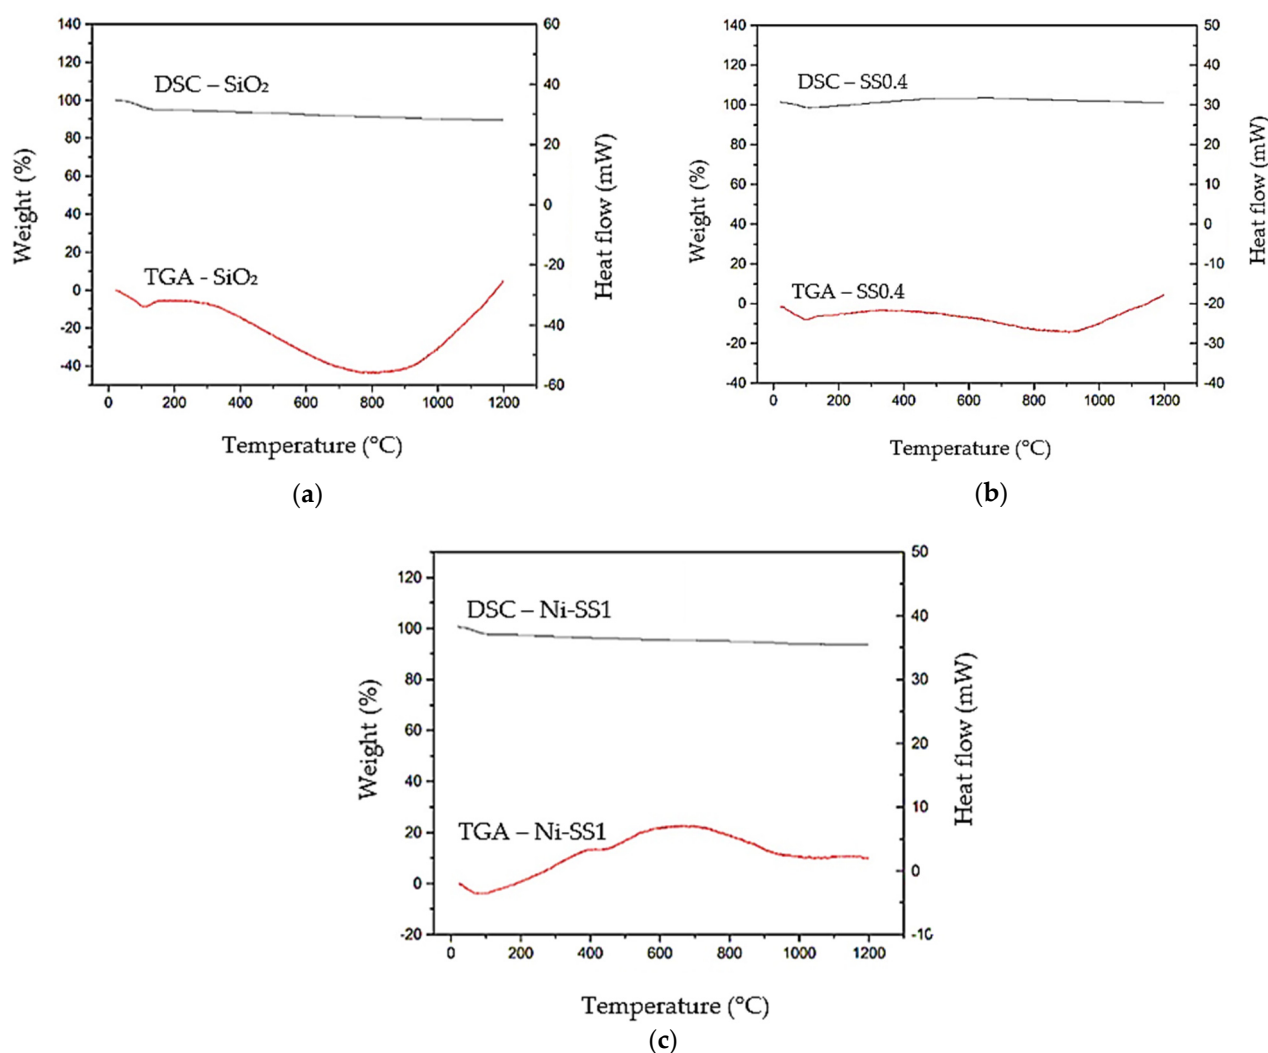 140
120
100
80
60
40
20
0
-20
-40
Weight (%)
DSC – SiO₂
TGA - SiO₂
60
40
20
0
-20
-40
-60
Heat flow (mW)
0 200 400 600 800 1000 1200
Temperature (°C)
(a)
140
120
100
80
60
40
20
0
-20
-40
Weight (%)
DSC – SS0.4
TGA – SS0.4
50
40
30
20
10
0
-10
-20
-30
-40
Heat flow (mW)
0 200 400 600 800 1000 1200
Temperature (°C)
(b)
120
100
80
60
40
20
0
-20
Weight (%)
DSC – Ni-SS1
TGA – Ni-SS1
50
40
30
20
10
0
-10
Heat flow (mW)
0 200 400 600 800 1000 1200
Temperature (°C)
(c)